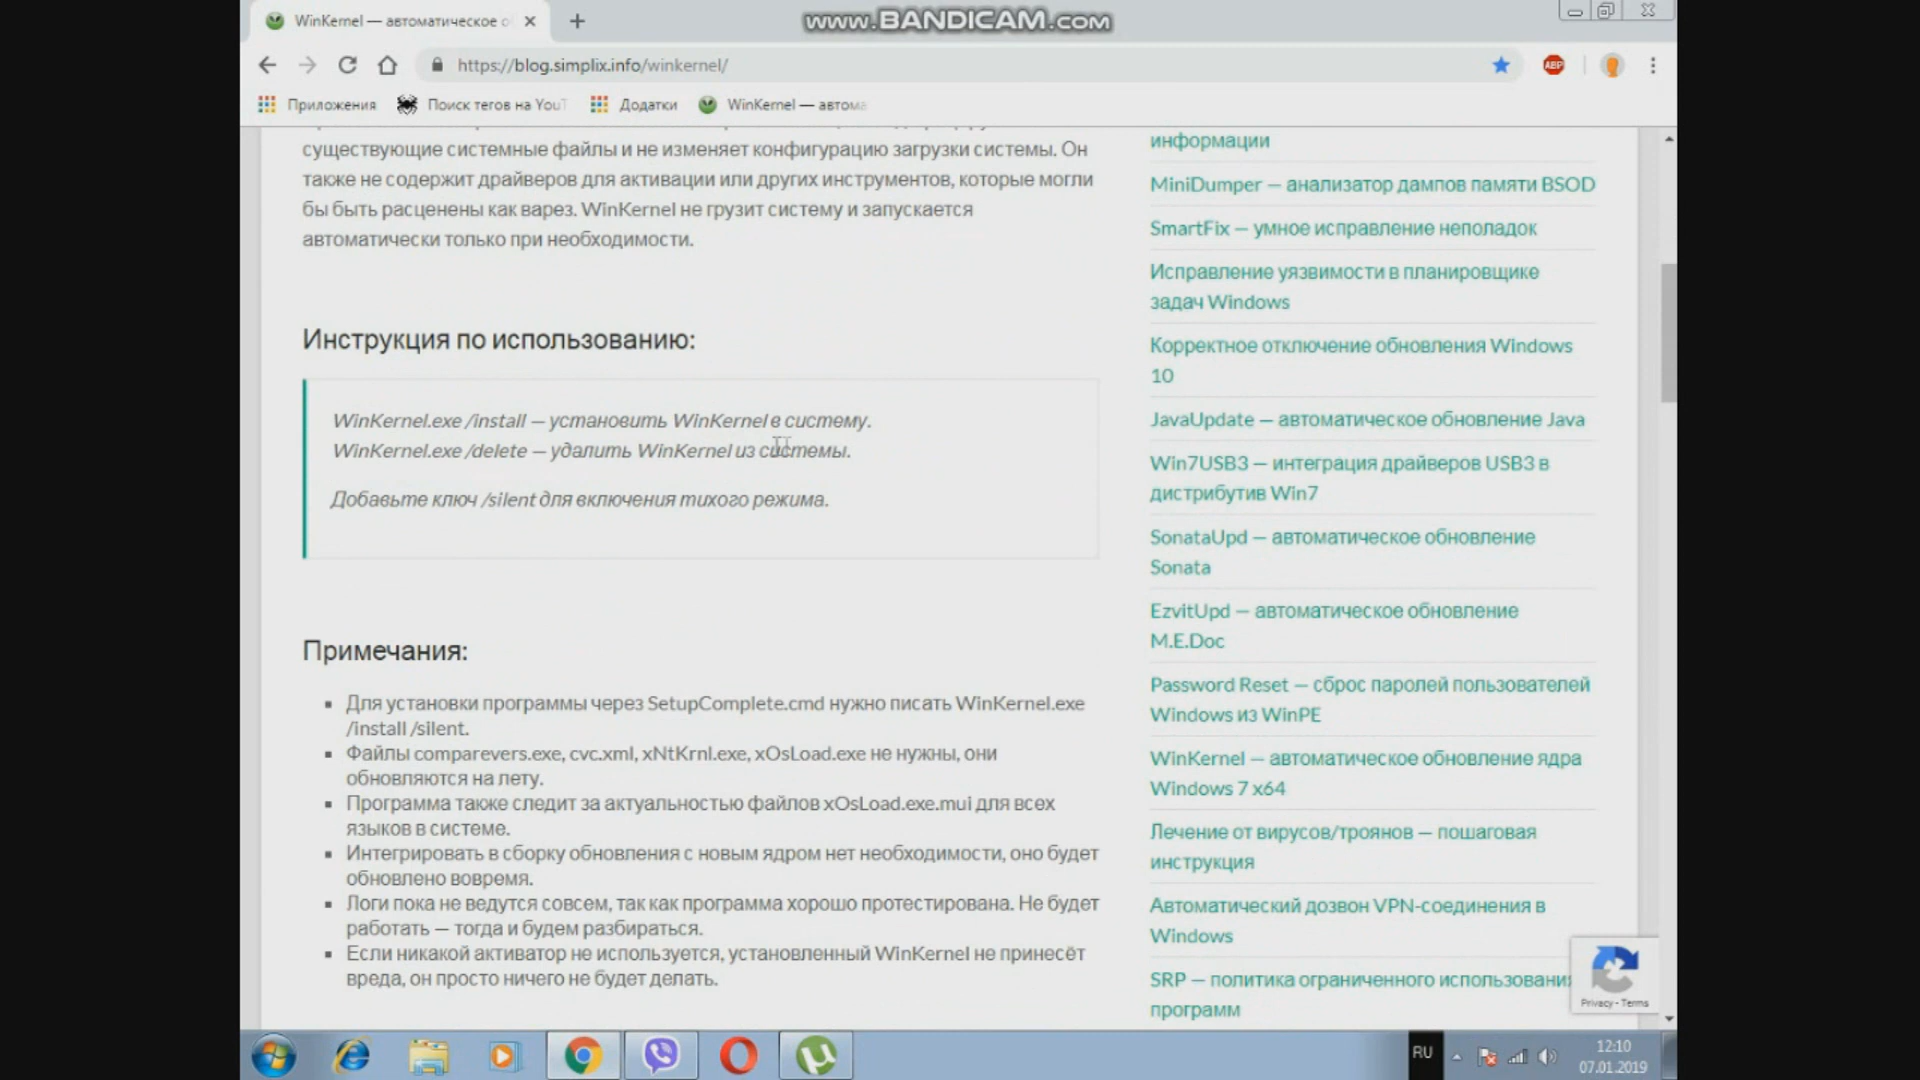 WinKernel — автоматическое о
www.BANDICAM.com
https://blog.simplix.info/winkernel/
ABP
Приложения
Поиск тегов на YouT
Додатки
WinKernel — автома
существующие системные файлы и не изменяет конфигурацию загрузки системы. Он
также не содержит драйверов для активации или других инструментов, которые могли
бы быть расценены как варез. WinKernel не грузит систему и запускается
автоматически только при необходимости.
Инструкция по использованию:
WinKernel.exe /install — установить WinKernel в систему.
WinKernel.exe /delete — удалить WinKernel из системы.
Добавьте ключ /silent для включения тихого режима.
Примечания:
Для установки программы через SetupComplete.cmd нужно писать WinKernel.exe
/install /silent.
Файлы comparevers.exe, cvc.xml, xNtKrnl.exe, xOsLoad.exe не нужны, они
обновляются на лету.
Программа также следит за актуальностью файлов xOsLoad.exe.mui для всех
языков в системе.
Интегрировать в сборку обновления с новым ядром нет необходимости, оно будет
обновлено вовремя.
Логи пока не ведутся совсем, так как программа хорошо протестирована. Не будет
работать — тогда и будем разбираться.
Если никакой активатор не используется, установленный WinKernel не принесёт
вреда, он просто ничего не будет делать.
информации
MiniDumper — анализатор дампов памяти BSOD
SmartFix — умное исправление неполадок
Исправление уязвимости в планировщике
задач Windows
Корректное отключение обновления Windows
10
JavaUpdate — автоматическое обновление Java
Win7USB3 — интеграция драйверов USB3 в
дистрибутив Win7
SonataUpd — автоматическое обновление
Sonata
EzvitUpd — автоматическое обновление
M.E.Doc
Password Reset — сброс паролей пользователей
Windows из WinPE
WinKernel — автоматическое обновление ядра
Windows 7 x64
Лечение от вирусов/троянов — пошаговая
инструкция
Автоматический дозвон VPN-соединения в
Windows
SRP — политика ограниченного использования
программ
Privacy - Terms
RU
12:10
07.01.2019